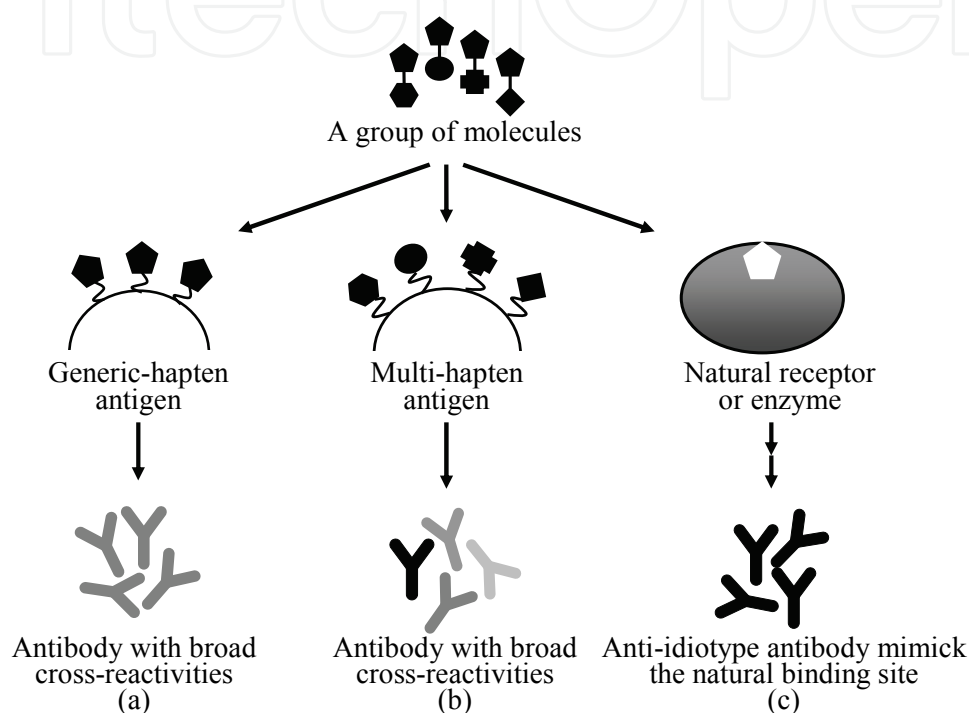 ntechOpen
A group of molecules
Generic-hapten
antigen
Multi-hapten
antigen
Natural receptor
or enzyme
Antibody with broad
cross-reactivities
(a)
Antibody with broad
cross-reactivities
(b)
Anti-idiotype antibody mimick
the natural binding site
(c)